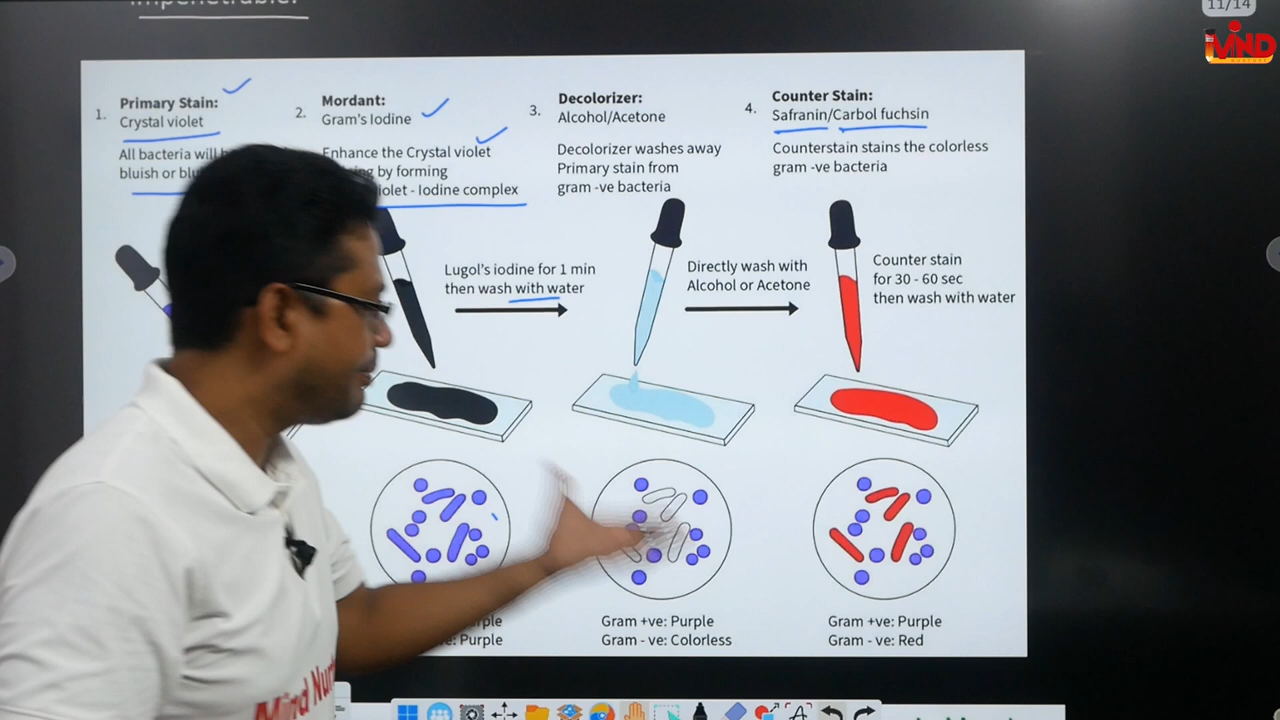 11/14
MIND
1.
Primary Stain:
Crystal violet
All bacteria will
bluish or
2.
Mordant:
Gram's Iodine
Enhance the Crystal violet
by forming
- Iodine complex
Lugol's iodine for 1 min
then wash with water
3.
Decolorizer:
Alcohol/Acetone
Decolorizer washes away
Primary stain from
gram -ve bacteria
Directly wash with
Alcohol or Acetone
4.
Counter Stain:
Safranin/Carbol fuchsin
Counterstain stains the colorless
gram -ve bacteria
Counter stain
for 30 - 60 sec
then wash with water
Purple
Gram +ve: Purple
Gram - ve: Colorless
Gram +ve: Purple
Gram - ve: Red
Mind